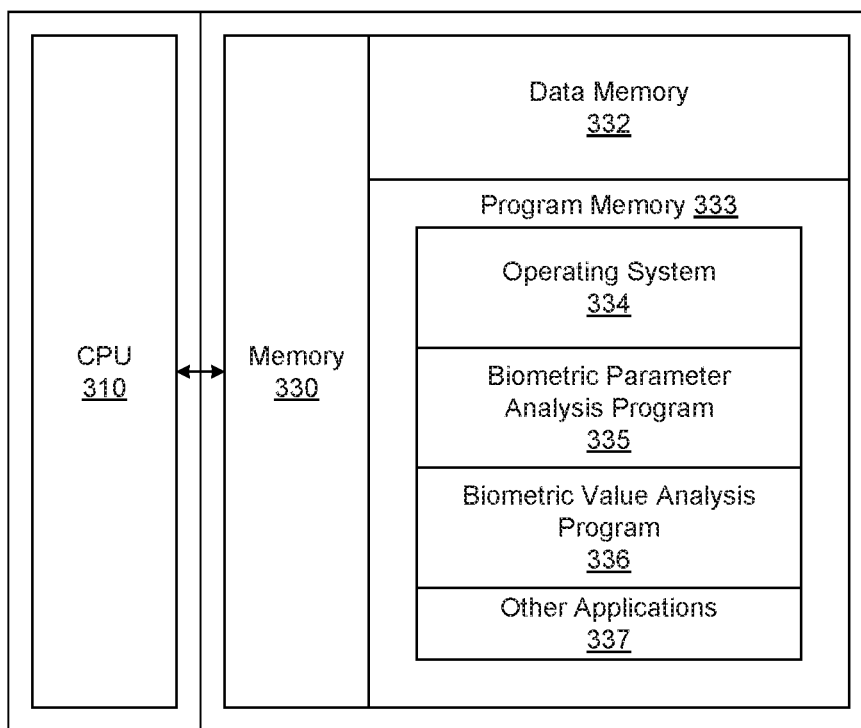 CPU
310
Memory
330
Data Memory
332
Program Memory 333
Operating System
334
Biometric Parameter
Analysis Program
335
Biometric Value Analysis
Program
336
Other Applications
337